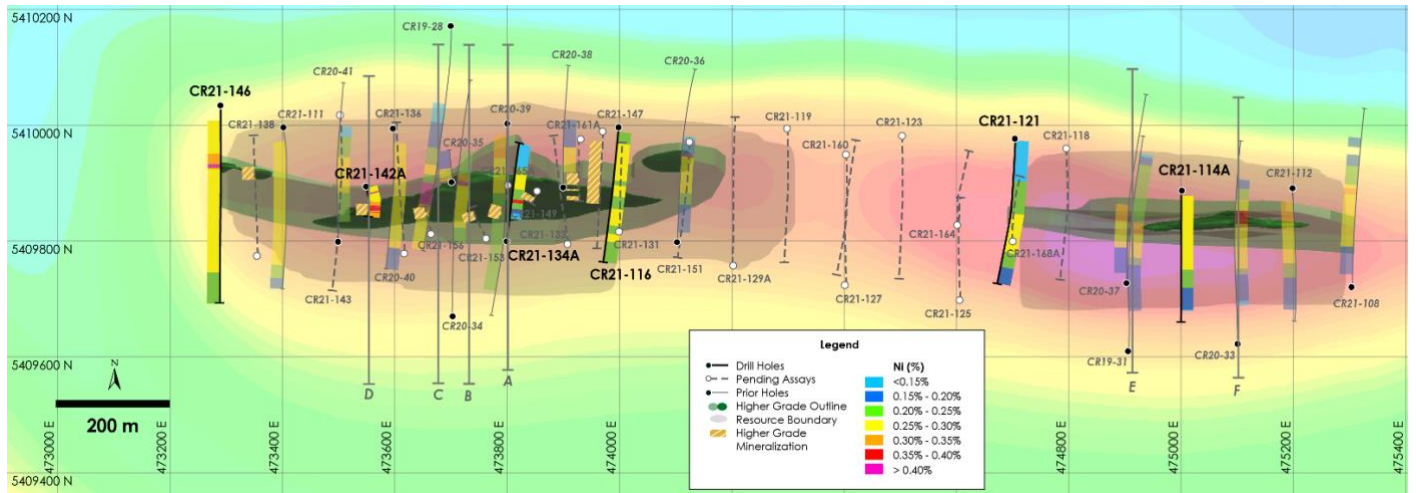 5410200 N
CR19-28
CR20-41
CR20-38
CR20-36
CR21-146
CR21-111
CR21-136
CR20-39
CR21-147
CR21-119
CR21-123
CR21-121
CR21-118
5410000 N
CR21-138
CR21-161A
CR20-35
CR21-160
CR21-142A
CR21-114A
CR21-112
5409800 N
CR21-149
CR21-133
CR21-156
CR21-153
CR21-134A
CR21-131
CR21-116
CR21-151
CR21-164
CR21-168A
CR20-40
CR21-129A
CR20-37
CR21-143
CR21-127
CR21-125
CR21-108
CR20-34
CR19-31
CR20-33
5409600 N
N
200 m
D
C
B
A
E
F
Legend
Drill Holes
Pending Assays
Prior Holes
Higher Grade Outline
Resource Boundary
Higher Grade
Mineralization
Ni (%)
<0.15%
0.15% - 0.20%
0.20% - 0.25%
0.25% - 0.30%
0.30% - 0.35%
0.35% - 0.40%
> 0.40%
473000 E
473200 E
473400 E
473600 E
473800 E
474000 E
474800 E
475000 E
475200 E
475400 E
5409400 N